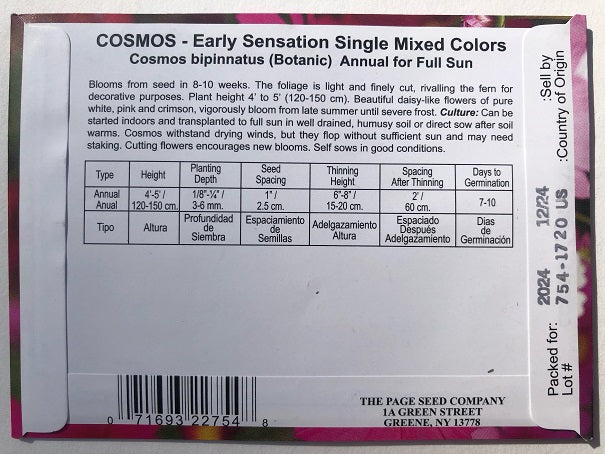 COSMOS - Early Sensation Single Mixed Colors
Cosmos bipinnatus (Botanic) Annual for Full Sun
Blooms from seed in 8-10 weeks. The foliage is light and finely cut, rivalling the fern for
decorative purposes. Plant height 4' to 5' (120-150 cm). Beautiful daisy-like flowers of pure
white, pink and crimson, vigorously bloom from late summer until severe frost. Culture: Can be
started indoors and transplanted to full sun in well drained, humusy soil or direct sow after soil
warms. Cosmos withstand drying winds, but they flop without sufficient sun and may need
staking. Cutting flowers encourages new blooms. Self sows in good conditions.
Type Height Planting Depth Seed Spacing Thinning Height Spacing After Thinning Days to Germination
Annual Anual 4'-5' / 120-150 cm. 1/8"-¼" / 3-6 mm. 1" / 2.5 cm. 6"-8" / 15-20 cm. 2' / 60 cm. 7-10
Tipo Altura Profundidad de Siembra Espaciamiento de Semillas Adelgazamiento Altura Espaciado Después Adelgazamiento Dias de Germinación
0 71693 22754 8
THE PAGE SEED COMPANY
1A GREEN STREET
GREENE, NY 13778
Packed for: 2024 12/24 :Sell by
Lot # 754-1720 US :Country of Origin